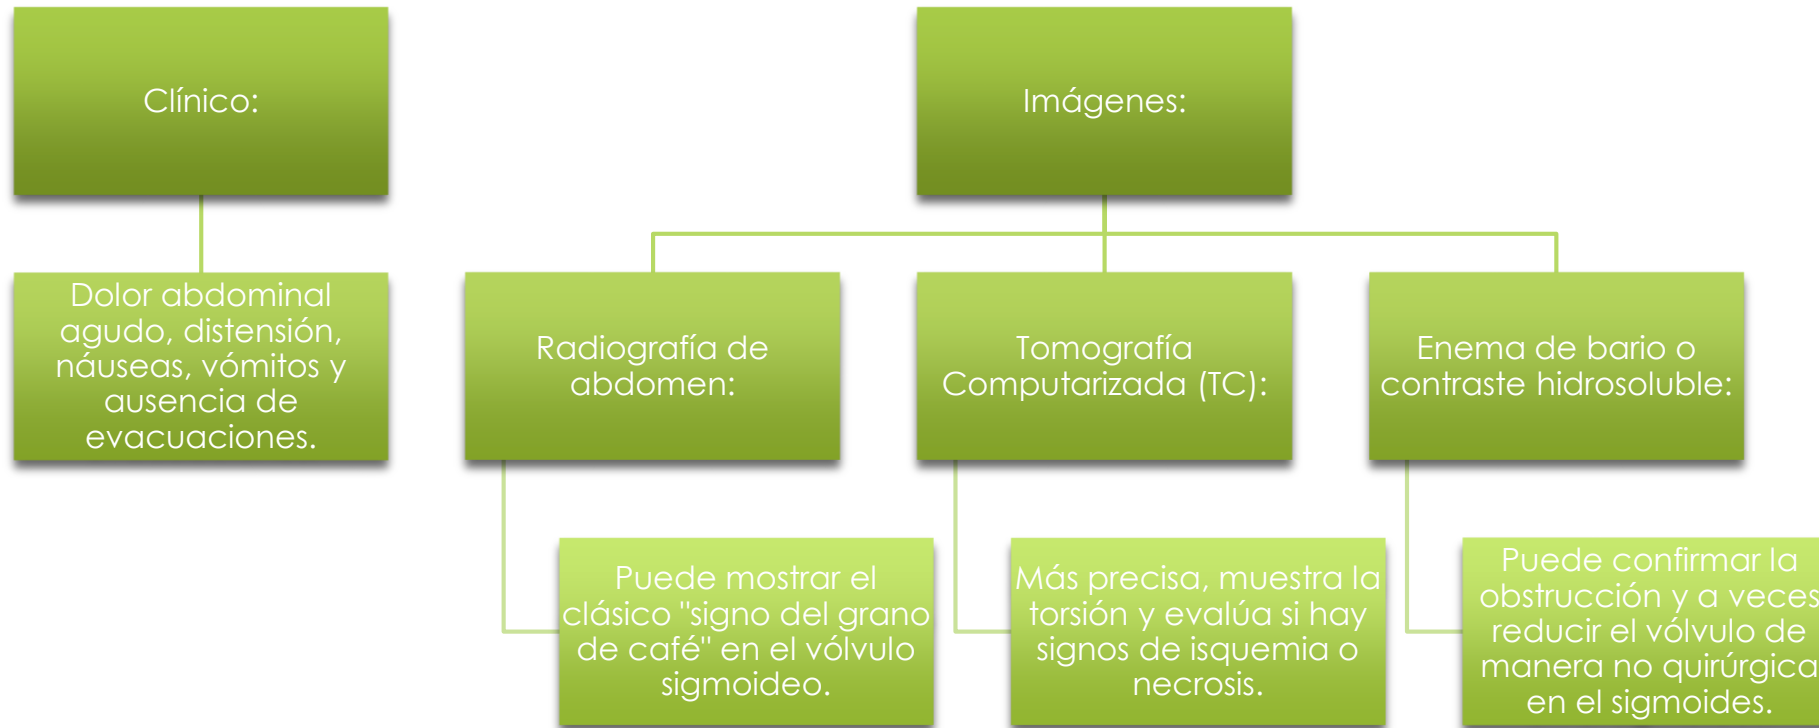 Clínico:
Dolor abdominal
agudo, distensión,
náuseas, vómitos y
ausencia de
evacuaciones.
Imágenes:
Radiografía de
abdomen:
Puede mostrar el
clásico "signo del grano
de café" en el vólvulo
sigmoideo.
Tomografía
Computarizada (TC):
Más precisa, muestra la
torsión y evalúa si hay
signos de isquemia o
necrosis.
Enema de bario o
contraste hidrosoluble:
Puede confirmar la
obstrucción y a veces
reducir el vólvulo de
manera no quirúrgica
en el sigmoides.